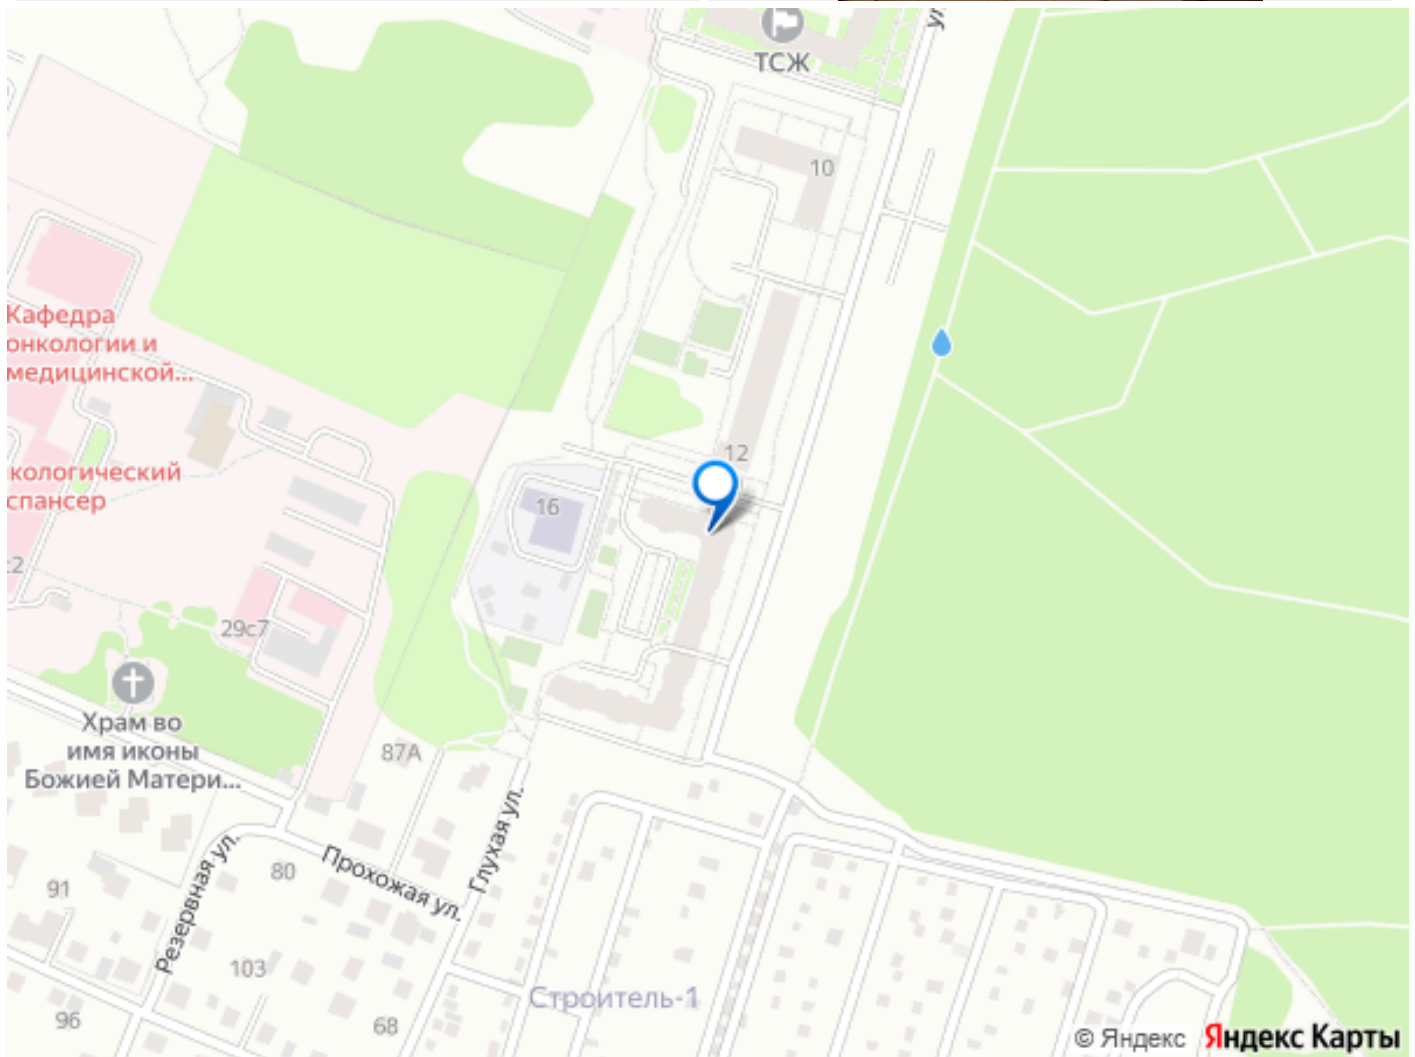 ул
ТСЖ
10
Кафедра
онкологии и
медицинской...
12
кологический
спансер
16
29с7
Храм во
имя иконы
Божией Матери...
87А
Глухая ул.
Прохожая ул.
Резервная ул.
80
91
103
Строитель-1
96
68
© Яндекс Яндекс Карты